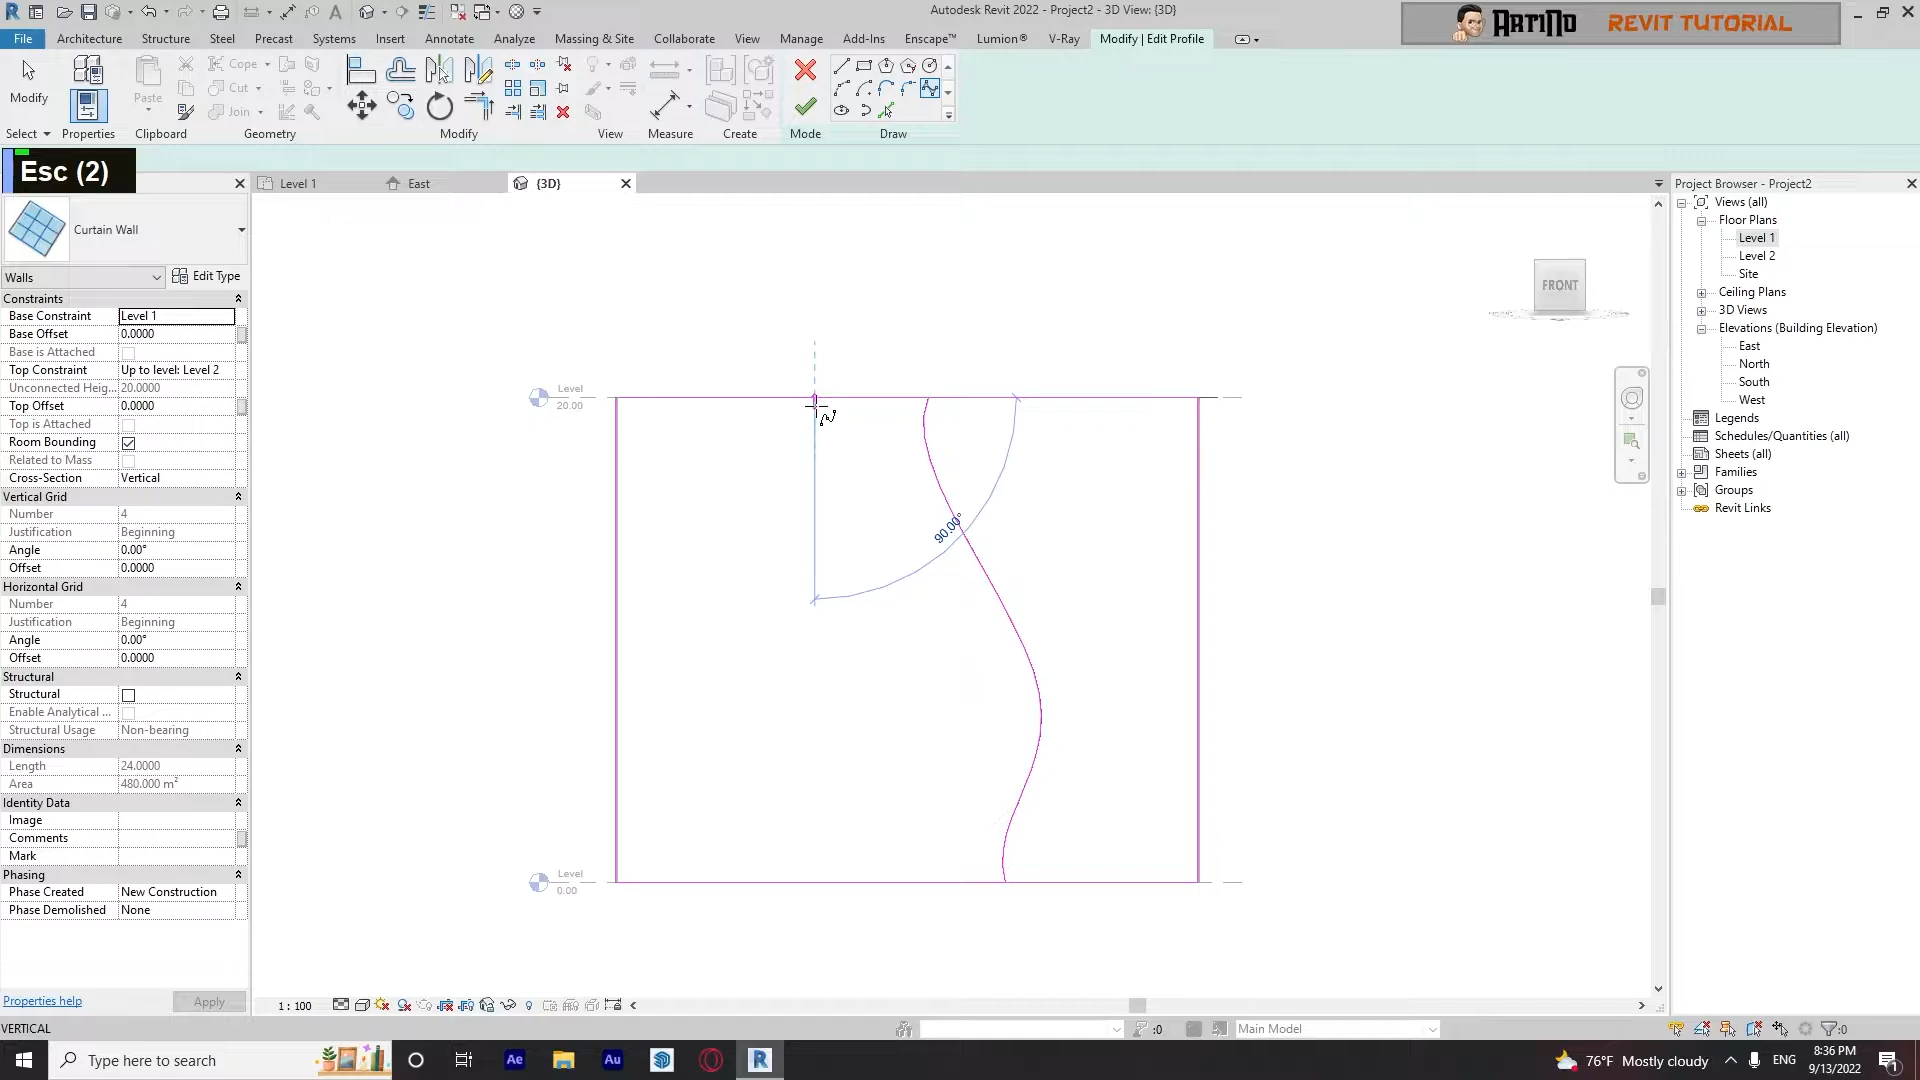 Autodesk Revit 2022 - Project2 - 3D View: {3D}
ARTINO REVIT TUTORIAL
File Architecture Structure Steel Precast Systems Insert Annotate Analyze Massing & Site Collaborate View Manage Add-Ins Enscape™ Lumion® V-Ray Modify | Edit Profile
Modify
Paste
Cope
Cut
Join
Select Properties Clipboard Geometry Modify View Measure Create Mode Draw
Esc (2)
Level 1 East {3D}
Curtain Wall
Walls Edit Type
Constraints
Base Constraint Level 1
Base Offset 0.0000
Base is Attached
Top Constraint Up to level: Level 2
Unconnected Heig... 20.0000
Top Offset 0.0000
Top is Attached
Room Bounding
Related to Mass
Cross-Section Vertical
Vertical Grid
Number 4
Justification Beginning
Angle 0.00°
Offset 0.0000
Horizontal Grid
Number 4
Justification Beginning
Angle 0.00°
Offset 0.0000
Structural
Structural
Enable Analytical ...
Structural Usage Non-bearing
Dimensions
Length 24.0000
Area 480.000 m²
Identity Data
Image
Comments
Mark
Phasing
Phase Created New Construction
Phase Demolished None
Properties help Apply
FRONT
Level
20.00
90.00°
Level
0.00
1 : 100
Project Browser - Project2
Views (all)
Floor Plans
Level 1
Level 2
Site
Ceiling Plans
3D Views
Elevations (Building Elevation)
East
North
South
West
Legends
Schedules/Quantities (all)
Sheets (all)
Families
Groups
Revit Links
VERTICAL
:0
Main Model
:0
Type here to search
Ae
Au
R
76°F Mostly cloudy
ENG
8:36 PM
9/13/2022
1